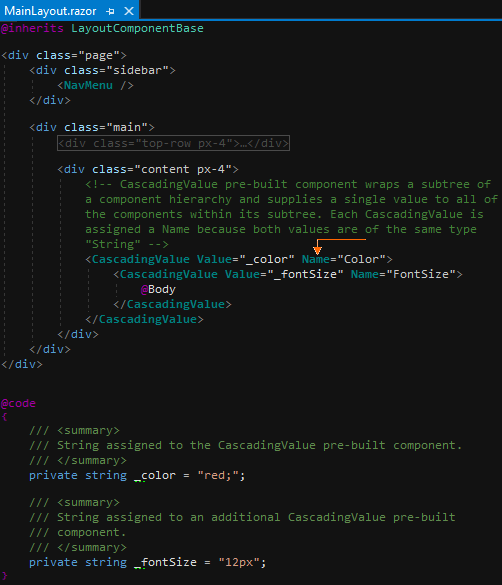 MainLayout.razor
@inherits LayoutComponentBase
<div class="page">
<div class="sidebar">
<NavMenu />
</div>
<div class="main">
<div class="top-row px-4">…</div>
<div class="content px-4">
<!-- CascadingValue pre-built component wraps a subtree of
a component hierarchy and supplies a single value to all of
the components within its subtree. Each CascadingValue is
assigned a Name because both values are of the same type
"String" -->
<CascadingValue Value="_color" Name="Color">
<CascadingValue Value="_fontSize" Name="FontSize">
@Body
</CascadingValue>
</CascadingValue>
</div>
</div>
</div>
@code
{
/// <summary>
/// String assigned to the CascadingValue pre-built component.
/// </summary>
private string _color = "red;";
/// <summary>
/// String assigned to an additional CascadingValue pre-built
/// component.
/// </summary>
private string _fontSize = "12px";
}